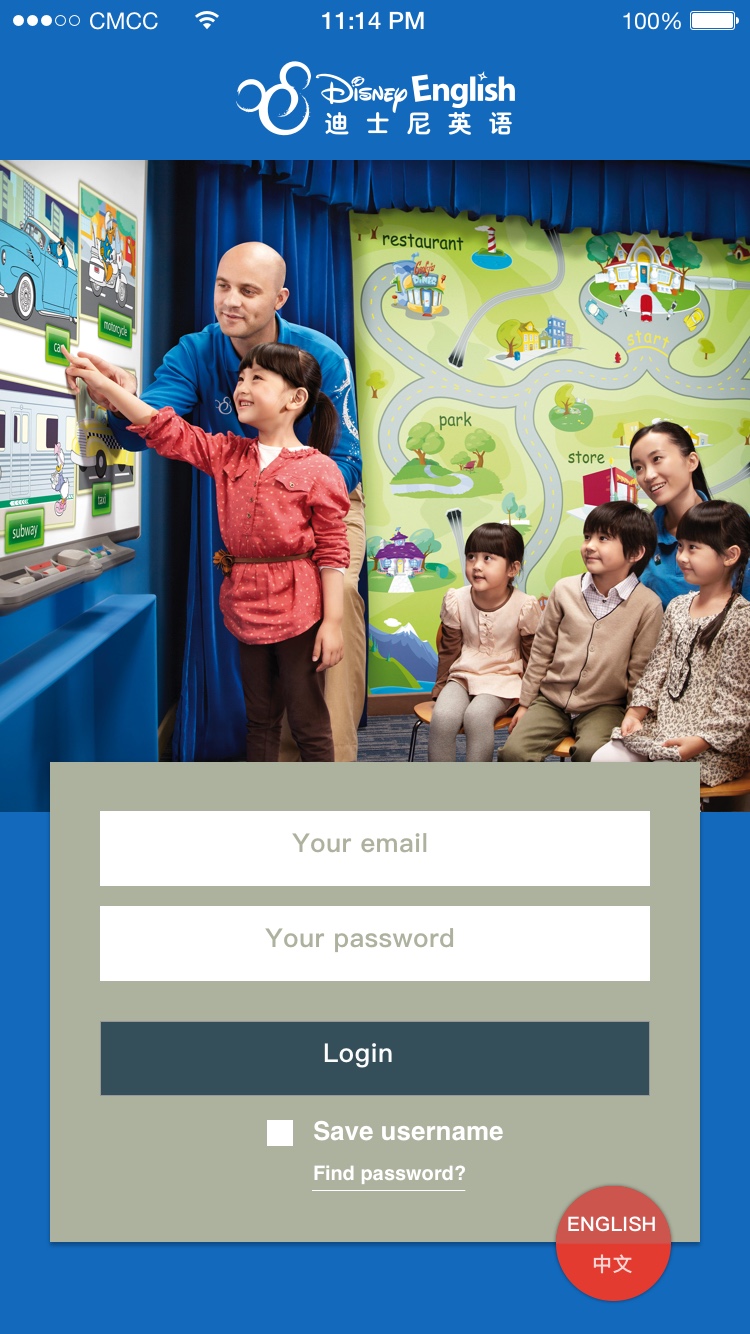 CMCC
11:14 PM
100%
Disney English
迪士尼英语
restaurant
start
park
store
car
motorcycle
taxi
subway
Your email
Your password
Login
Save username
Find password?
ENGLISH
中文